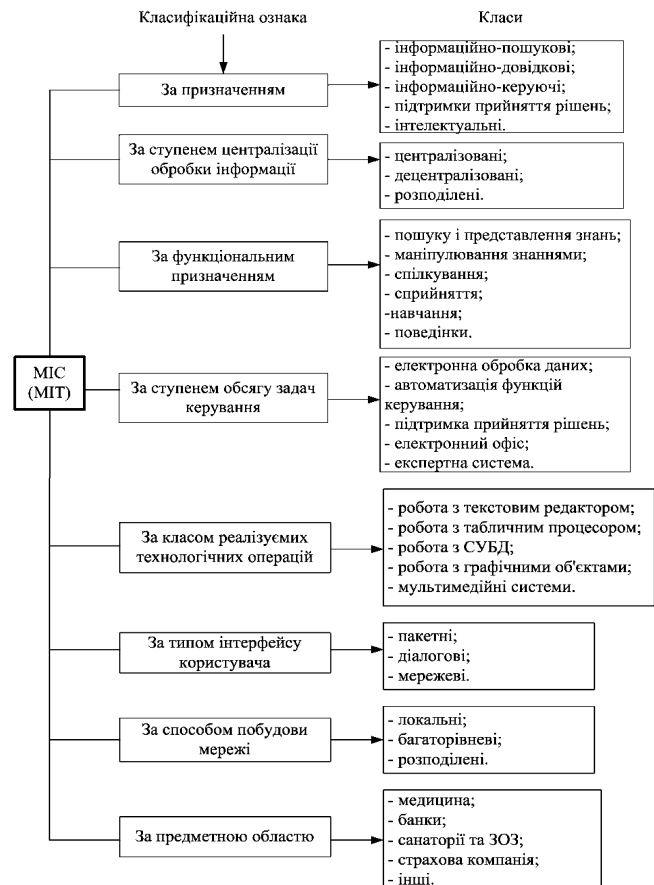 Класифікаційна ознака
Класи
За призначенням
- інформаційно-пошукові;
- інформаційно-довідкові;
- інформаційно-керуючі;
- підтримки прийняття рішень;
- інтелектуальні.
За ступенем централізації
обробки інформації
- централізовані;
- децентралізовані;
- розподілені.
За функціональним
призначенням
- пошуку і представлення знань;
- маніпулювання знаннями;
- спілкування;
- сприйняття;
-навчання;
- поведінки.
МІС
(МІТ)
За ступенем обсягу задач
керування
- електронна обробка даних;
- автоматизація функцій
керування;
- підтримка прийняття рішень;
- електронний офіс;
- експертна система.
За класом реалізуємих
технологічних операцій
- робота з текстовим редактором;
- робота з табличним процесором;
- робота з СУБД;
- робота з графічними об'єктами;
- мультимедійні системи.
За типом інтерфейсу
користувача
- пакетні;
- діалогові;
- мережеві.
За способом побудови
мережі
- локальні;
- багаторівневі;
- розподілені.
За предметною областю
- медицина;
- банки;
- санаторії та ЗОЗ;
- страхова компанія;
- інші.